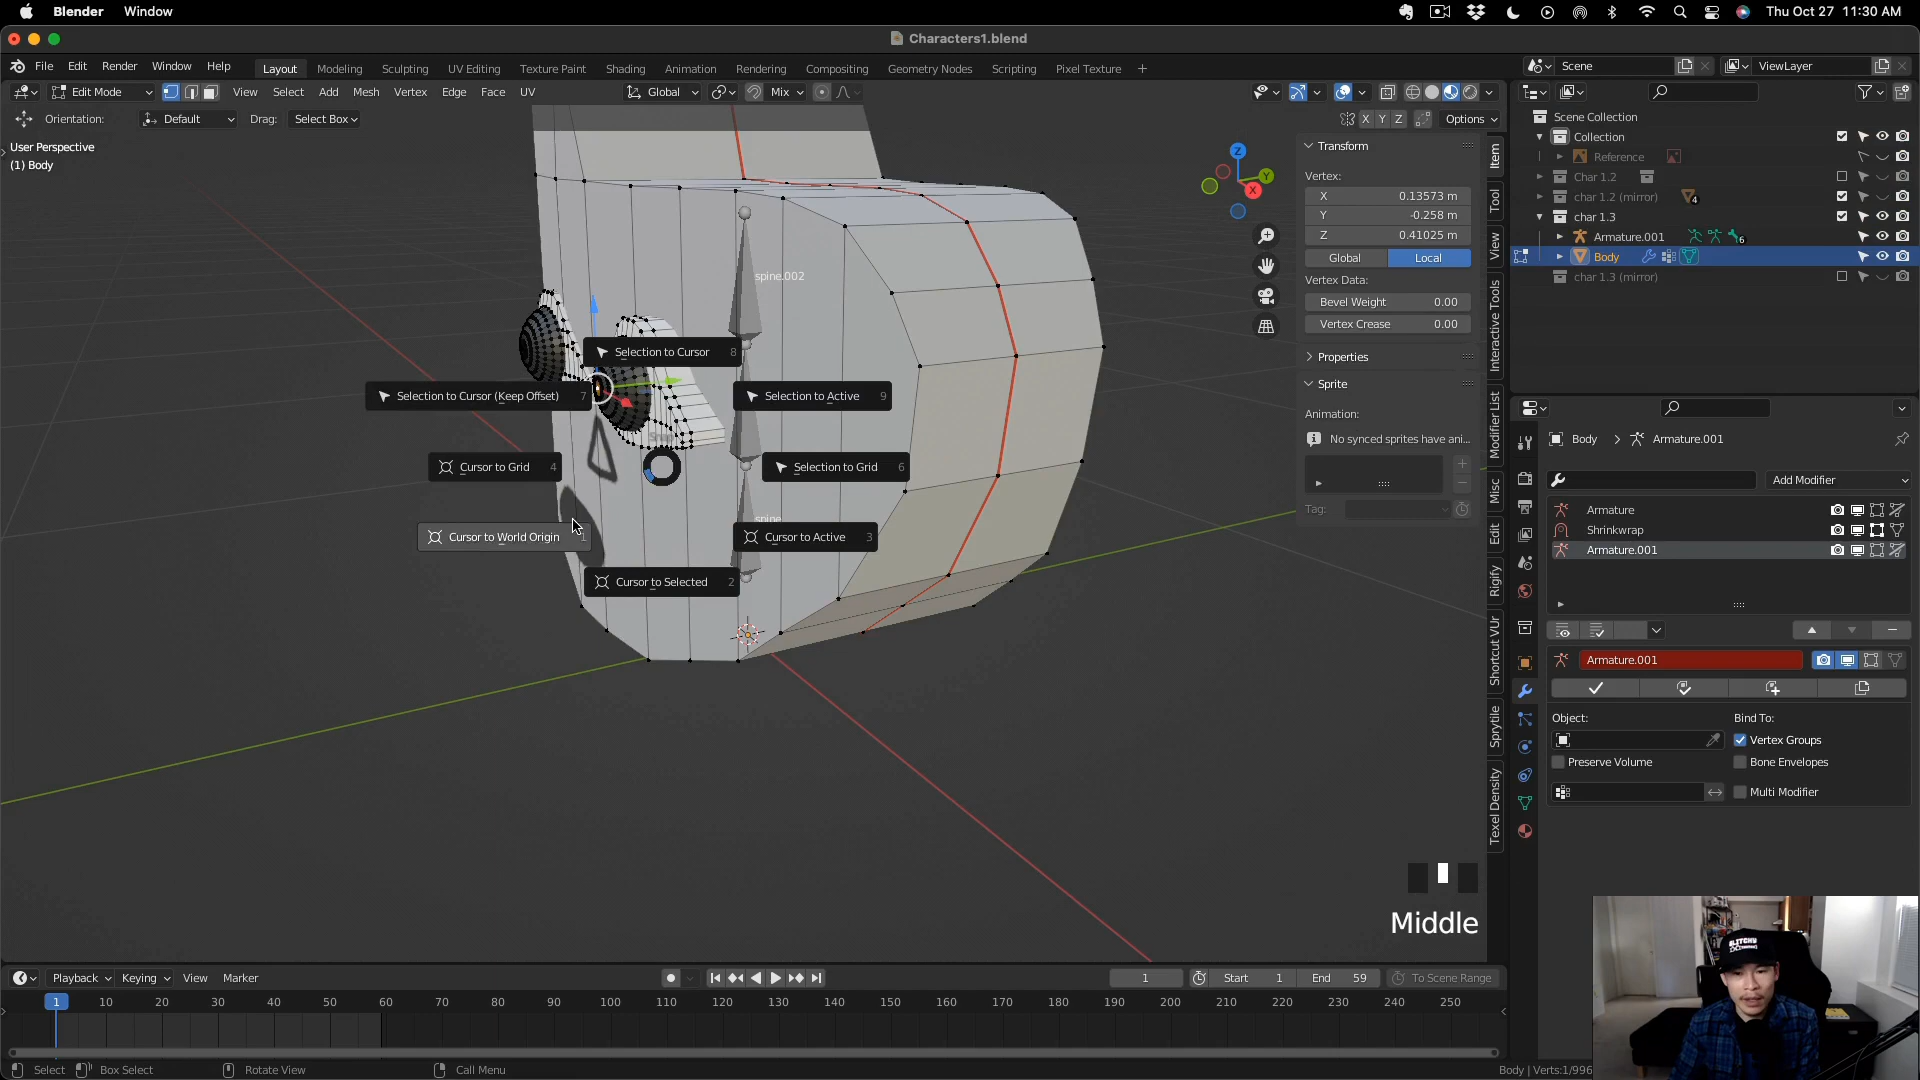 Blender Window Thu Oct 27 11:30 AM
Characters1.blend
File Edit Render Window Help Layout Modeling Sculpting UV Editing Texture Paint Shading Animation Rendering Compositing Geometry Nodes Scripting Pixel Texture + Scene ViewLayer
Edit Mode View Select Add Mesh Vertex Edge Face UV Global Mix
Orientation: Default Drag: Select Box X Y Z Options
User Perspective
(1) Body
Z
Y
X
Transform
Vertex:
X 0.13573 m
Y -0.258 m
Z 0.41025 m
Global Local
Vertex Data:
Bevel Weight 0.00
Vertex Crease 0.00
Properties
Sprite
Animation:
No synced sprites have ani...
Tag:
Item
Tool
View
Interactive Tools
Modifier List
Misc
Edit
Rigify
Shortcut VUr
Sprytile
Texel Density
Scene Collection
Collection
Reference
Char 1.2
char 1.2 (mirror) 4
char 1.3
Armature.001 6
Body
char 1.3 (mirror)
Body > Armature.001
Add Modifier
Armature
Shrinkwrap
Armature.001
Armature.001
Object: Bind To:
Vertex Groups
Preserve Volume Bone Envelopes
Multi Modifier
spine.002
Selection to Cursor 8
Selection to Cursor (Keep Offset) 7
Selection to Active 9
Snap
Cursor to Grid 4
Selection to Grid 6
spine
Cursor to World Origin 1
Cursor to Active 3
Cursor to Selected 2
Middle
Playback Keying View Marker 1 Start 1 End 59 To Scene Range
1 10 20 30 40 50 60 70 80 90 100 110 120 130 140 150 160 170 180 190 200 210 220 230 240 250
Select Box Select Rotate View Call Menu Body | Verts:1/996